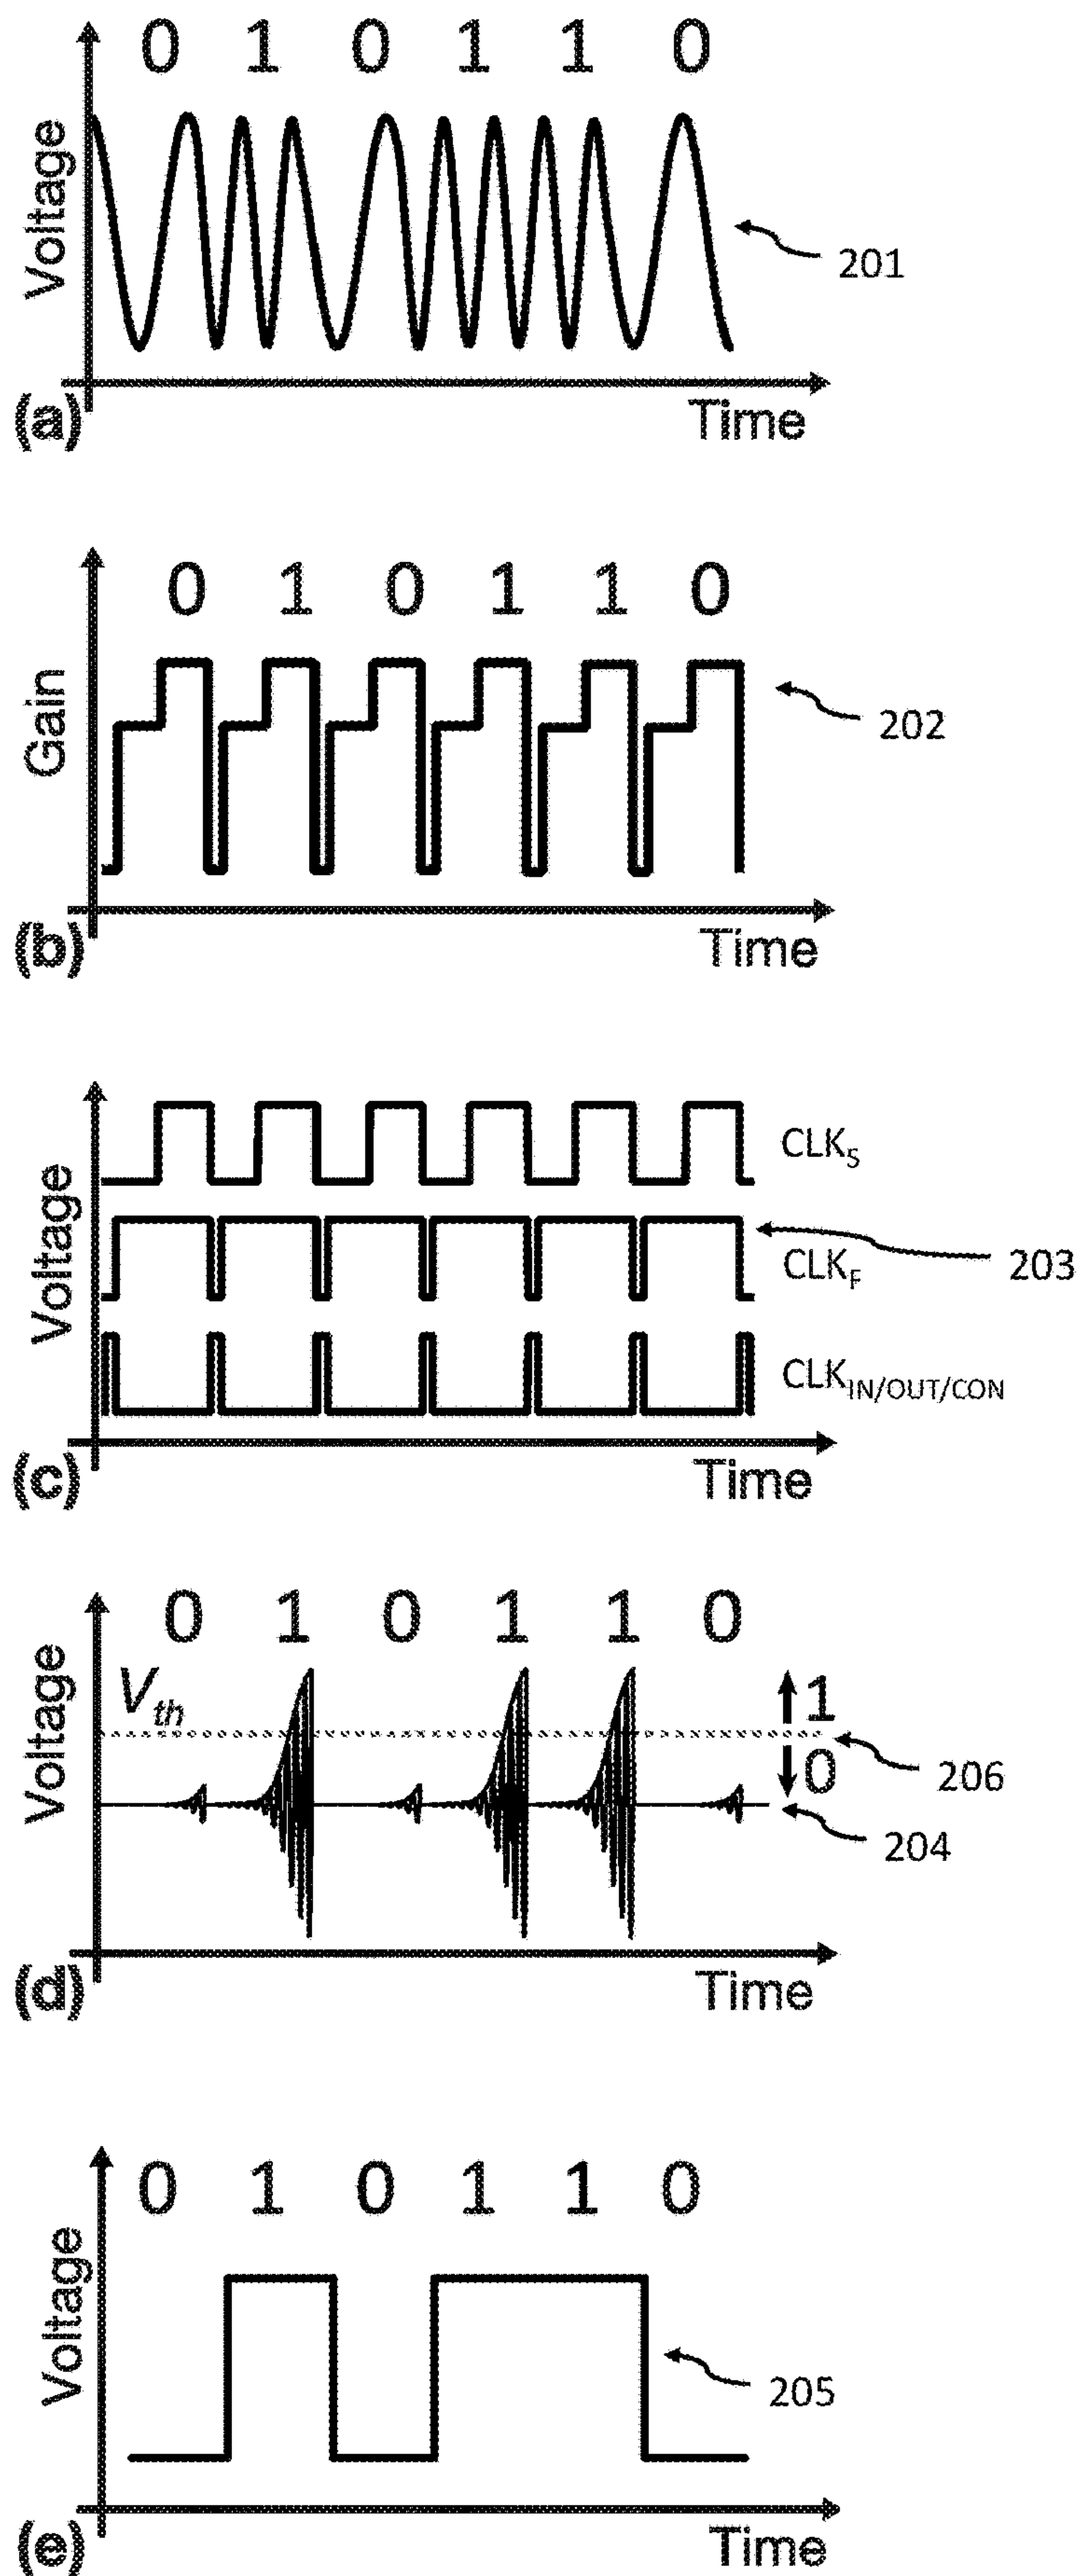 0 1 0 1 1 0
Voltage
201
(a)
Time
0 1 0 1 1 0
Gain
202
(b)
Time
Voltage
CLKS
CLKF
203
CLKIN/OUT/CON
(c)
Time
0 1 0 1 1 0
Voltage
Vth
1
0
206
204
(d)
Time
0 1 0 1 1 0
Voltage
205
(e)
Time